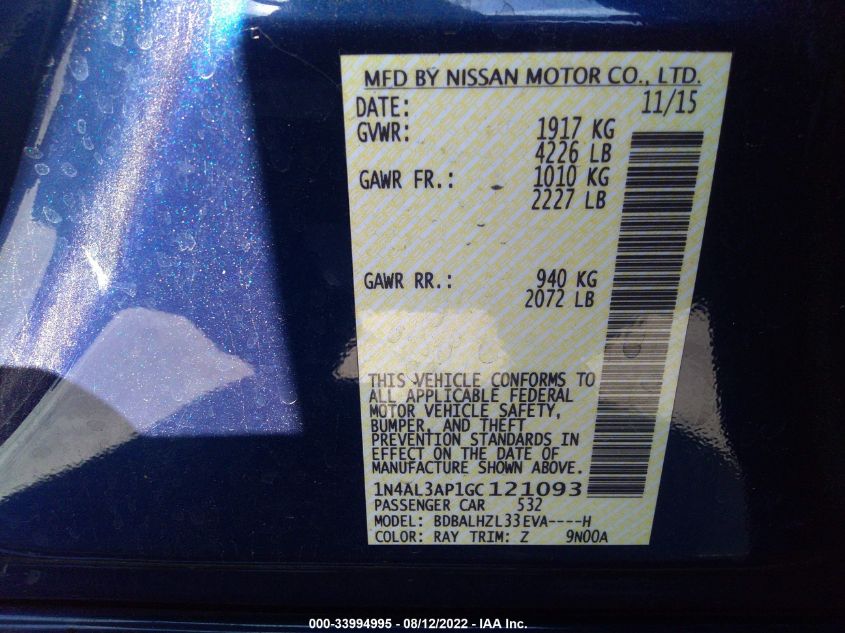 MFD BY NISSAN MOTOR CO., LTD.
DATE: 11/15
GVWR: 1917 KG
4226 LB
GAWR FR.: 1010 KG
2227 LB
GAWR RR.: 940 KG
2072 LB
THIS VEHICLE CONFORMS TO
ALL APPLICABLE FEDERAL
MOTOR VEHICLE SAFETY,
BUMPER, AND THEFT
PREVENTION STANDARDS IN
EFFECT ON THE DATE OF
MANUFACTURE SHOWN ABOVE.
1N4AL3AP1GC121093
PASSENGER CAR 532
MODEL: BDBALHZL33EVA----H
COLOR: RAY TRIM: Z 9N00A
000-33994995 - 08/12/2022 - IAA Inc.